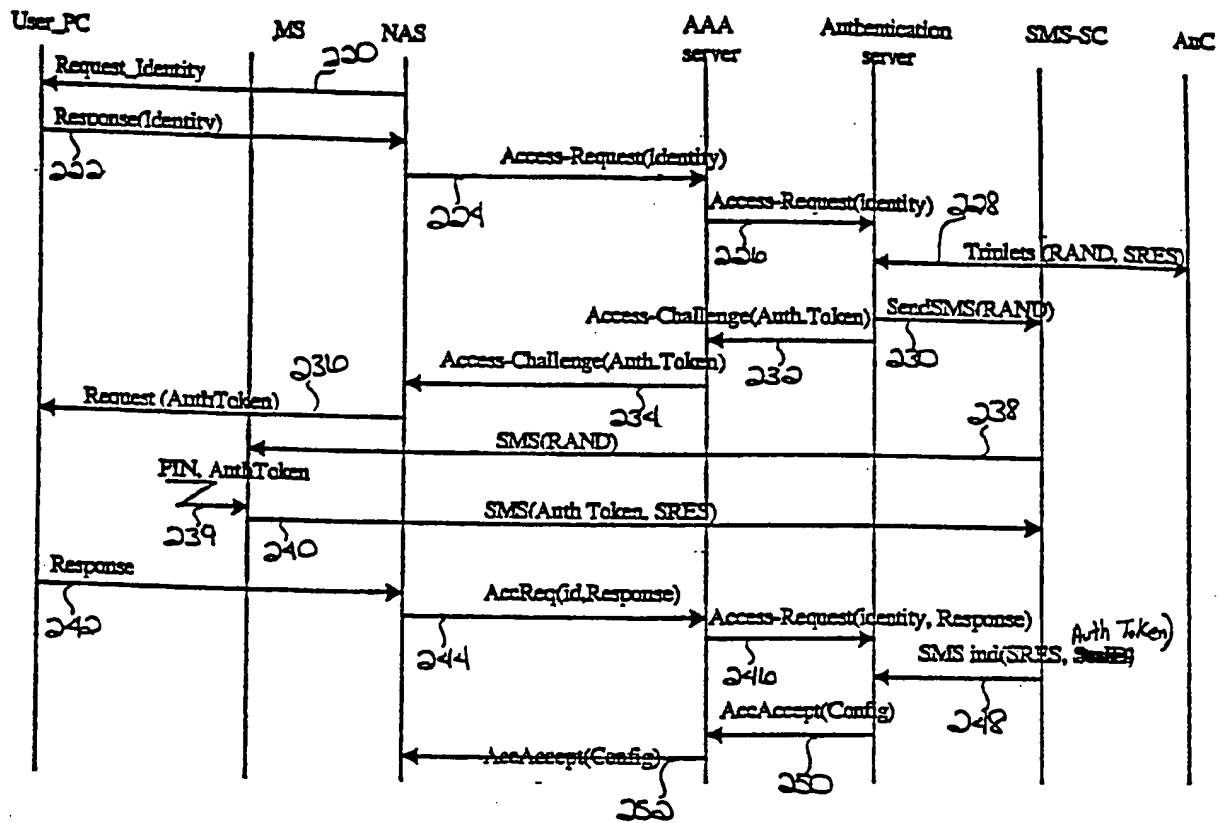 User_PC
MS
NAS
AAA
server
Authentication
server
SMS-SC
AuC
220
Request_Identity
Response(Identity)
222
Access-Request(Identity)
224
Access-Request(identity)
228
226
Triplets (RAND, SRES)
SendSMS(RAND)
Access-Challenge(Auth.Token)
230
232
Access-Challenge(Auth.Token)
236
Request (AuthToken)
234
238
SMS(RAND)
PIN, AuthToken
SMS(Auth Token, SRES)
239
240
Response
242
AccReq(id,Response)
244
Access-Request(identity, Response)
246
Auth Token)
SMS ind(SRES,
248
AccAccept(Config)
250
AccAccept(Config)
252